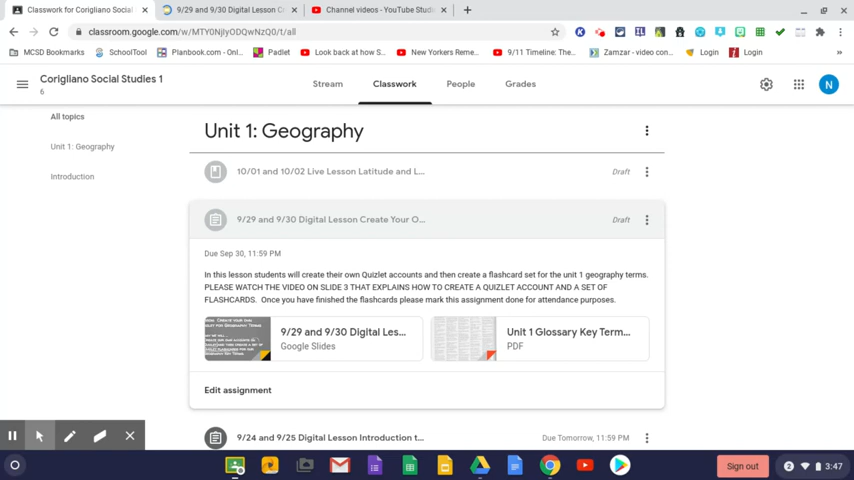 Classwork for Corigliano Social
9/29 and 9/30 Digital Lesson C
Channel videos - YouTube Stud
classroom.google.com/w/MTY0NjIyODQwNzQ0/t/all
MCSD Bookmarks
SchoolTool
Planbook.com - Onl...
Padlet
Look back at how S...
New Yorkers Reme...
9/11 Timeline: The...
Zamzar - video con...
Login
Login
Corigliano Social Studies 1
6
Stream
Classwork
People
Grades
N
All topics
Unit 1: Geography
Introduction
Unit 1: Geography
10/01 and 10/02 Live Lesson Latitude and L...
Draft
9/29 and 9/30 Digital Lesson Create Your O...
Draft
Due Sep 30, 11:59 PM
In this lesson students will create their own Quizlet accounts and then create a flashcard set for the unit 1 geography terms.
PLEASE WATCH THE VIDEO ON SLIDE 3 THAT EXPLAINS HOW TO CREATE A QUIZLET ACCOUNT AND A SET OF
FLASHCARDS. Once you have finished the flashcards please mark this assignment done for attendance purposes.
9/29 and 9/30 Digital Les...
Google Slides
Unit 1 Glossary Key Term...
PDF
Edit assignment
9/24 and 9/25 Digital Lesson Introduction t...
Due Tomorrow, 11:59 PM
Sign out
2
3:47